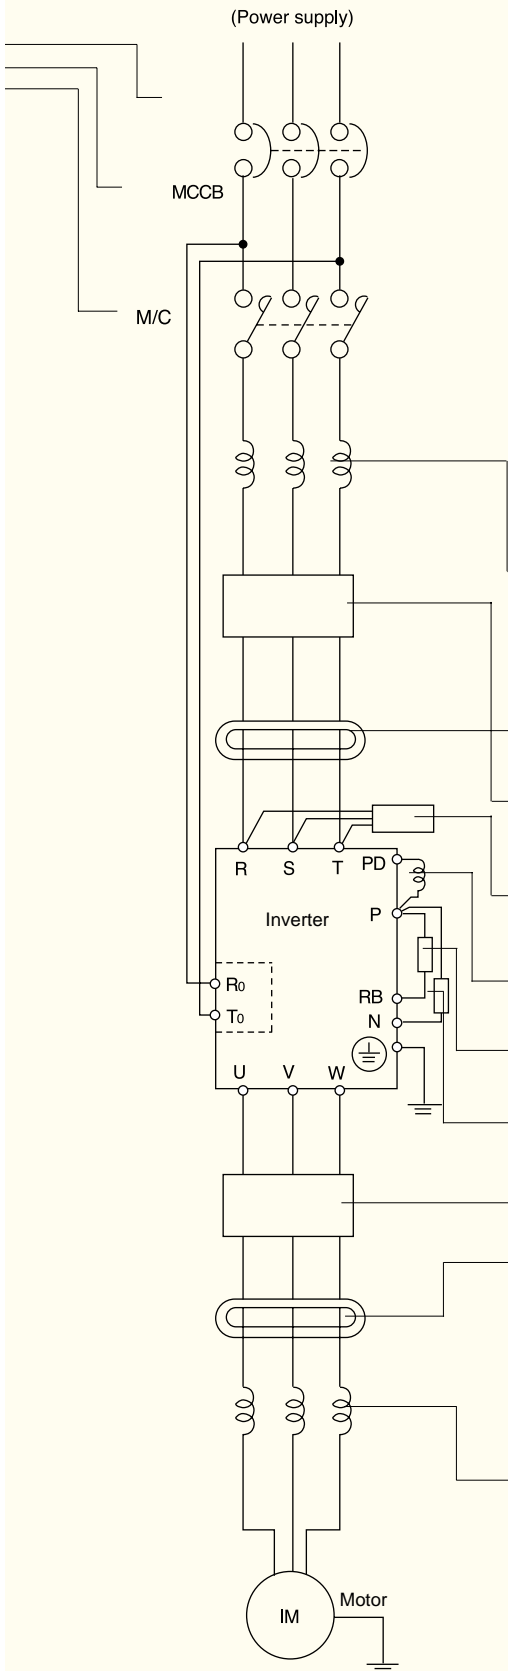 (Power supply)
MCCB
M/C
R S T PD
P
Inverter
R0
RB
T0
N
U V W
Motor
IM